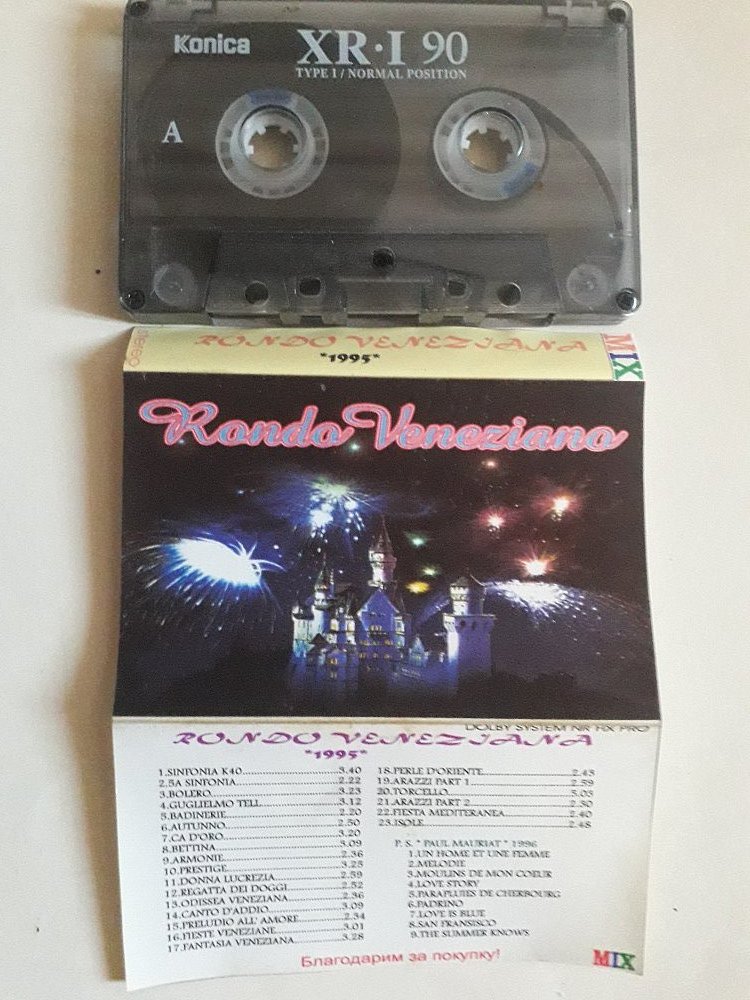 Konica
XR·I 90
TYPE I / NORMAL POSITION
A
stereo
RONDO VENEZIANA
*1995*
MIX
Rondo Veneziano
DOLBY SYSTEM NR HX PRO
RONDO VENEZIANA
*1995*
1.SINFONIA K40...3.40
2.5A SINFONIA...2.22
3.BOLERO...3.23
4.GUGLIELMO TELL...3.12
5.BADINERIE...2.20
6.AUTUNNO...2.50
7.CA D'ORO...3.20
8.BETTINA...3.09
9.ARMONIE...2.36
10.PRESTIGE...3.25
11.DONNA LUCREZIA...2.59
12.REGATTA DEI DOGGI...2.52
13.ODISSEA VENEZIANA...2.36
14.CANTO D'ADDIO...3.09
15.PRELUDIO ALL' AMORE...2.34
16.FIESTE VENEZIANE...3.01
17.FANTASIA VENEZIANA...3.28
18.PERLE D'ORIENTE...2.43
19.ARAZZI PART 1...2.59
20.TORCELLO...5.03
21.ARAZZI PART 2...2.30
22.FIESTA MEDITERANEA...2.40
23.ISOLE...2.48
P. S. * PAUL MAURIAT * 1996
1.UN HOME ET UNE FEMME
2.MELODIE
3.MOULINS DE MON COEUR
4.LOVE STORY
5.PARAPLUIES DE CHERBOURG
6.PADRINO
7.LOVE IS BLUE
8.SAN FRANSISCO
9.THE SUMMER KNOWS
Благодарим за покупку!
MIX